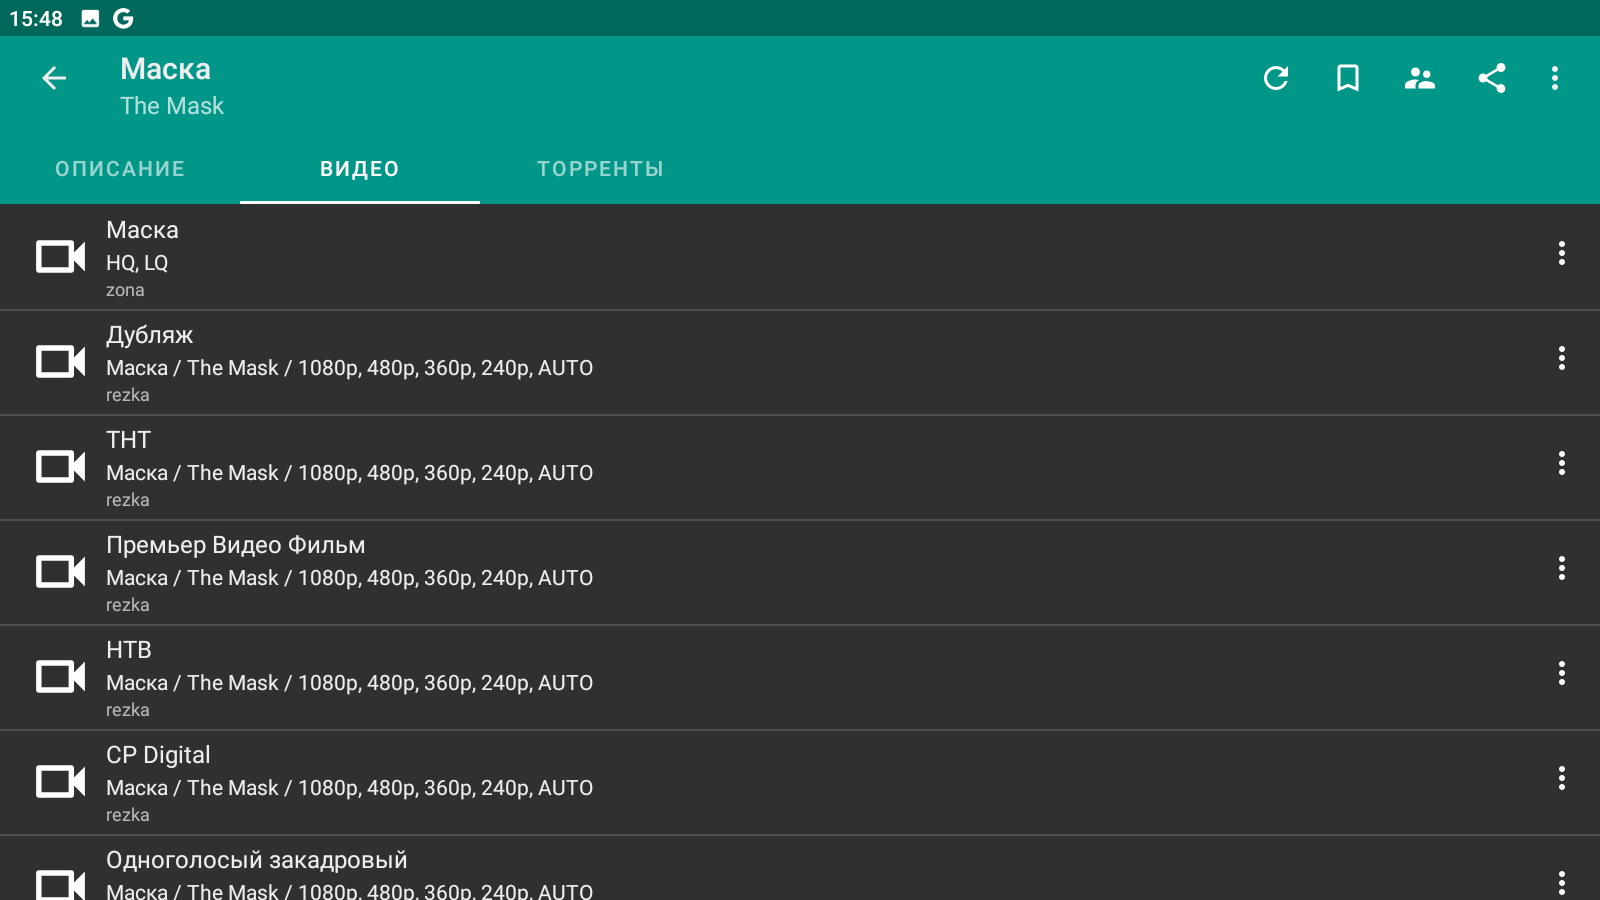 15:48
Маска
The Mask
ОПИСАНИЕ
ВИДЕО
ТОРРЕНТЫ
Маска
HQ, LQ
zona
Дубляж
Маска / The Mask / 1080p, 480p, 360p, 240p, AUTO
rezka
ТНТ
Маска / The Mask / 1080p, 480p, 360p, 240p, AUTO
rezka
Премьер Видео Фильм
Маска / The Mask / 1080p, 480p, 360p, 240p, AUTO
rezka
НТВ
Маска / The Mask / 1080p, 480p, 360p, 240p, AUTO
rezka
CP Digital
Маска / The Mask / 1080p, 480p, 360p, 240p, AUTO
rezka
Одноголосый закадровый
Маска / The Mask / 1080p, 480p, 360p, 240p, AUTO